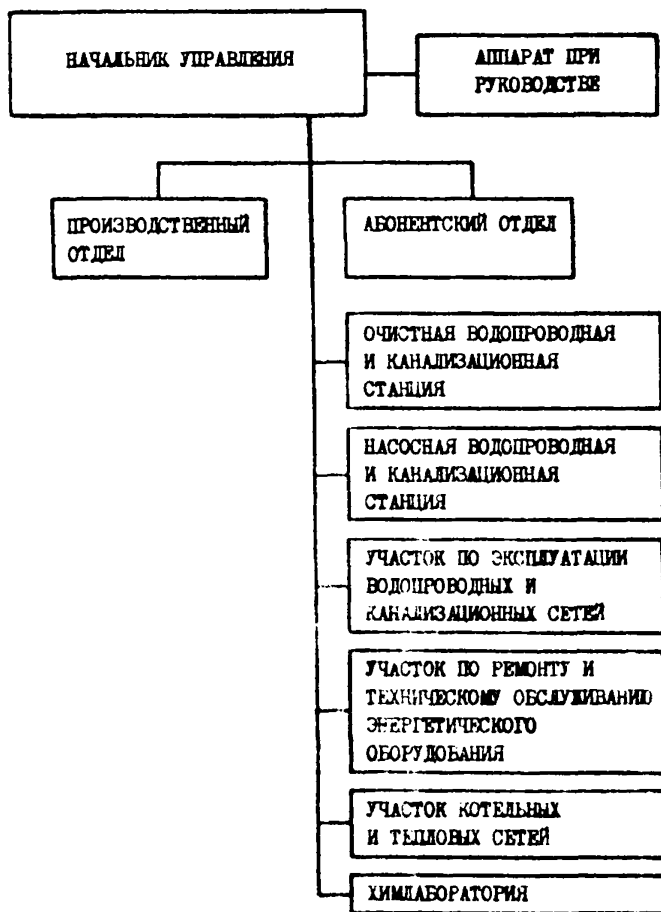 НАЧАЛЬНИК УПРАВЛЕНИЯ
АППАРАТ ПРИ
РУКОВОДСТВЕ
ПРОИЗВОДСТВЕННЫЙ
ОТДЕЛ
АБОНЕНТСКИЙ ОТДЕЛ
ОЧИСТНАЯ ВОДОПРОВОДНАЯ
И КАНАЛИЗАЦИОННАЯ
СТАНЦИЯ
НАСОСНАЯ ВОДОПРОВОДНАЯ
И КАНАЛИЗАЦИОННАЯ
СТАНЦИЯ
УЧАСТОК ПО ЭКСПЛУАТАЦИИ
ВОДОПРОВОДНЫХ И
КАНАЛИЗАЦИОННЫХ СЕТЕЙ
УЧАСТОК ПО РЕМОНТУ И
ТЕХНИЧЕСКОМУ ОБСЛУЖИВАНИЮ
ЭНЕРГЕТИЧЕСКОГО
ОБОРУДОВАНИЯ
УЧАСТОК КОТЕЛЬНЫХ
И ТЕПЛОВЫХ СЕТЕЙ
ХИМЛАБОРАТОРИЯ